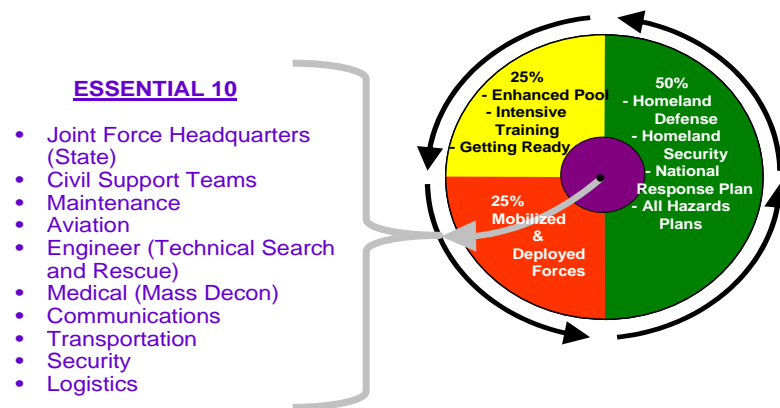 ESSENTIAL 10
• Joint Force Headquarters
(State)
• Civil Support Teams
• Maintenance
• Aviation
• Engineer (Technical Search
and Rescue)
• Medical (Mass Decon)
• Communications
• Transportation
• Security
• Logistics
25%
- Enhanced Pool
- Intensive
Training
- Getting Ready
50%
- Homeland
Defense
- Homeland
Security
- National
Response Plan
- All Hazards
Plans
25%
Mobilized
&
Deployed
Forces